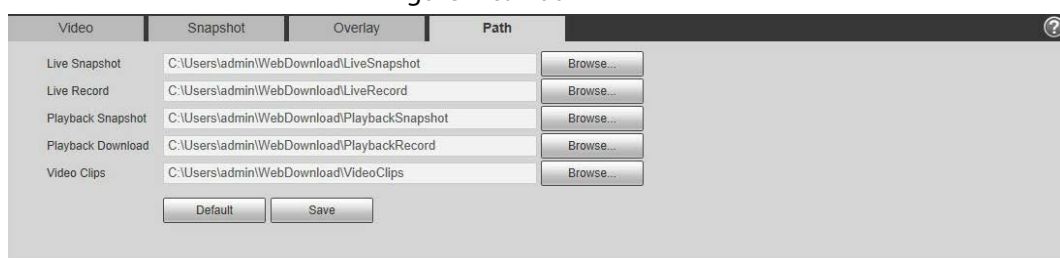 Video Snapshot Overlay Path
Live Snapshot C:\Users\admin\WebDownload\LiveSnapshot Browse...
Live Record C:\Users\admin\WebDownload\LiveRecord Browse...
Playback Snapshot C:\Users\admin\WebDownload\PlaybackSnapshot Browse...
Playback Download C:\Users\admin\WebDownload\PlaybackRecord Browse...
Video Clips C:\Users\admin\WebDownload\VideoClips Browse...
Default Save